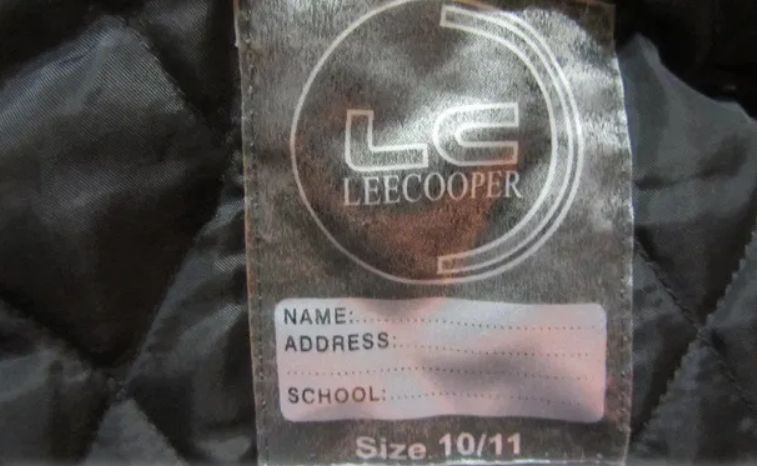 LC
LEECOOPER
NAME:..............................
ADDRESS:..............................
........................................
SCHOOL:..............................
Size 10/11